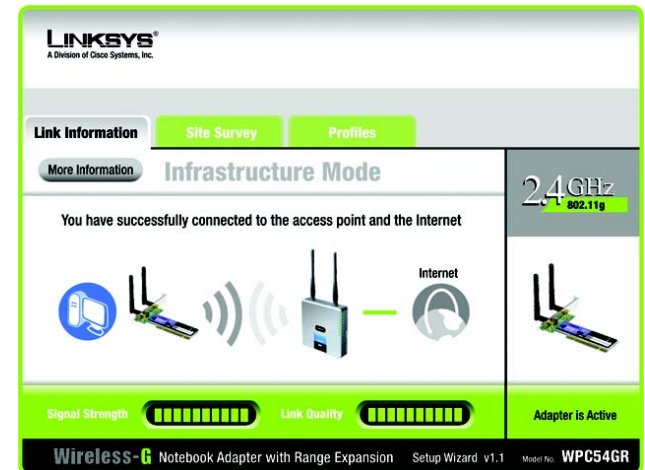 LINKSYS®
A Division of Cisco Systems, Inc.
Link Information
Site Survey
Profiles
More Information
Infrastructure Mode
2.4GHz
802.11g
You have successfully connected to the access point and the Internet
Internet
Signal Strength
Link Quality
Adapter is Active
Wireless-G Notebook Adapter with Range Expansion Setup Wizard v1.1 Model No. WPC54GR